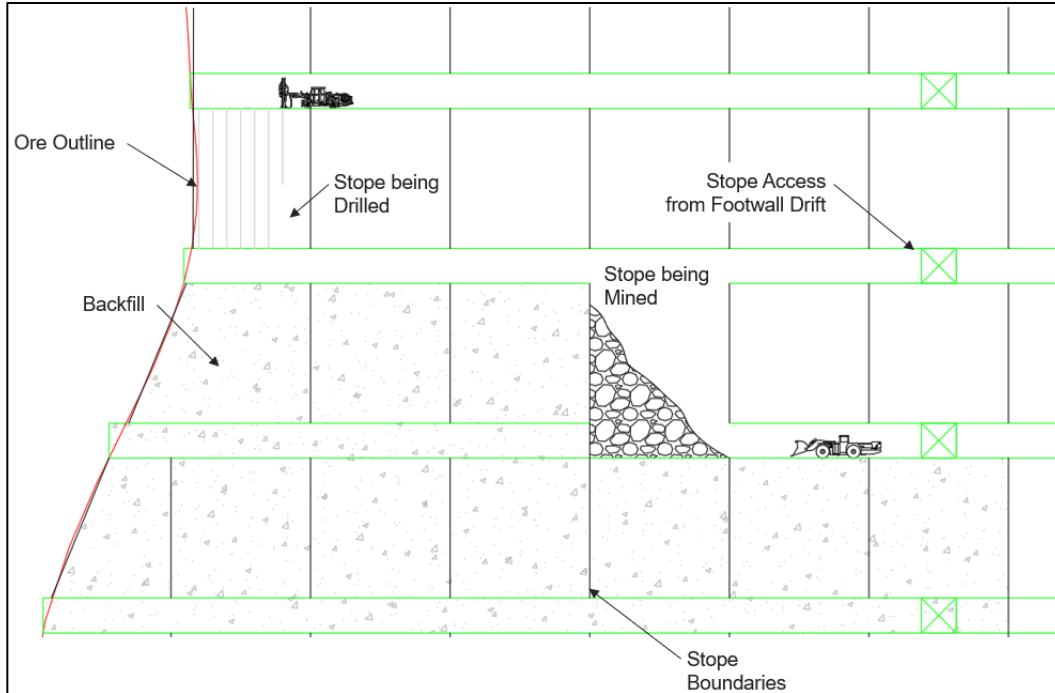 Ore Outline
Stope being
Drilled
Stope Access
from Footwall Drift
Backfill
Stope being
Mined
Stope
Boundaries